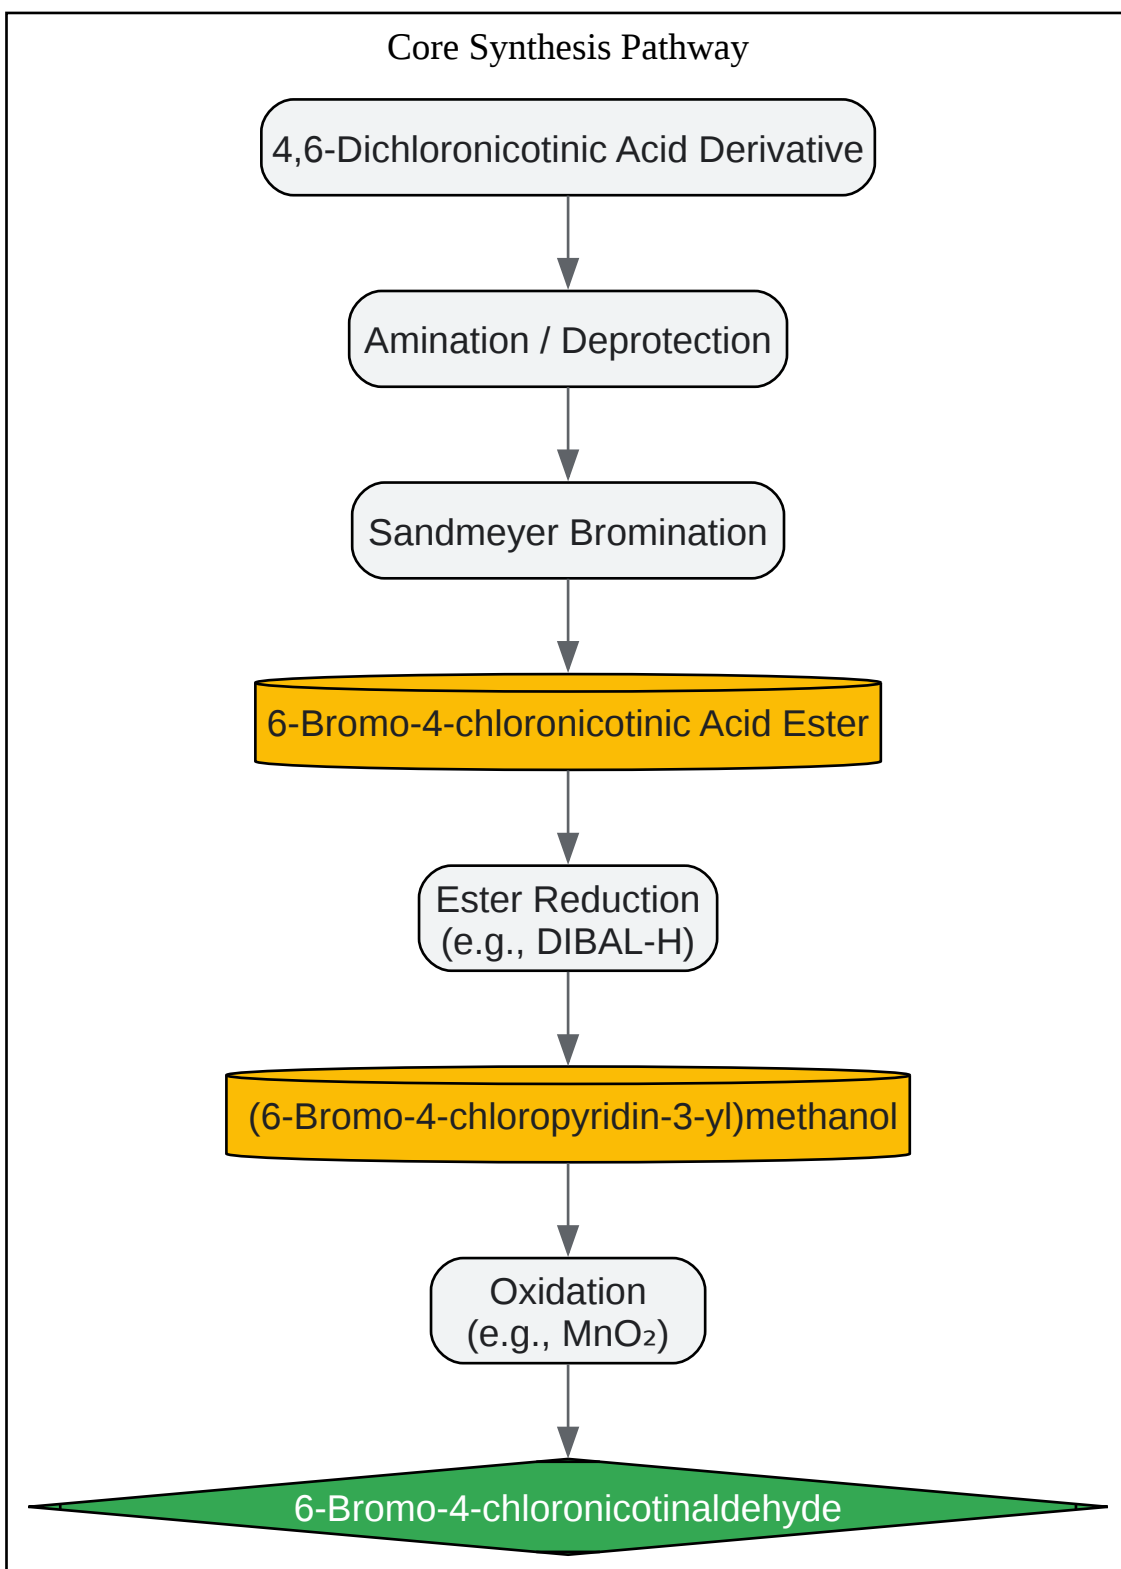 Core Synthesis Pathway
4,6-Dichloronicotinic Acid Derivative
Amination / Deprotection
Sandmeyer Bromination
6-Bromo-4-chloronicotinic Acid Ester
Ester Reduction
(e.g., DIBAL-H)
(6-Bromo-4-chloropyridin-3-yl)methanol
Oxidation
(e.g., MnO₂)
6-Bromo-4-chloronicotinaldehyde